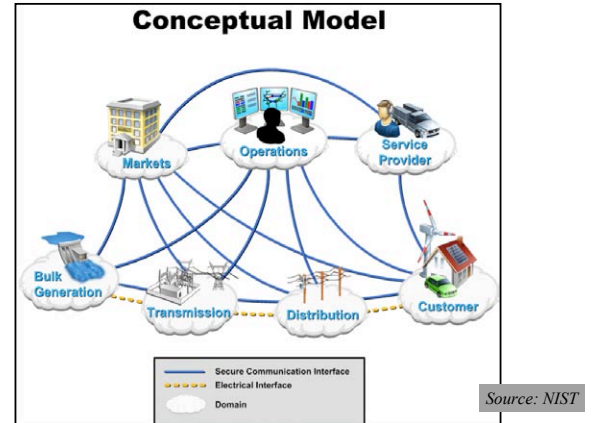 Conceptual Model
Markets
Operations
Service
Provider
Bulk
Generation
Transmission
Distribution
Customer
Secure Communication Interface
Electrical Interface
Domain
Source: NIST